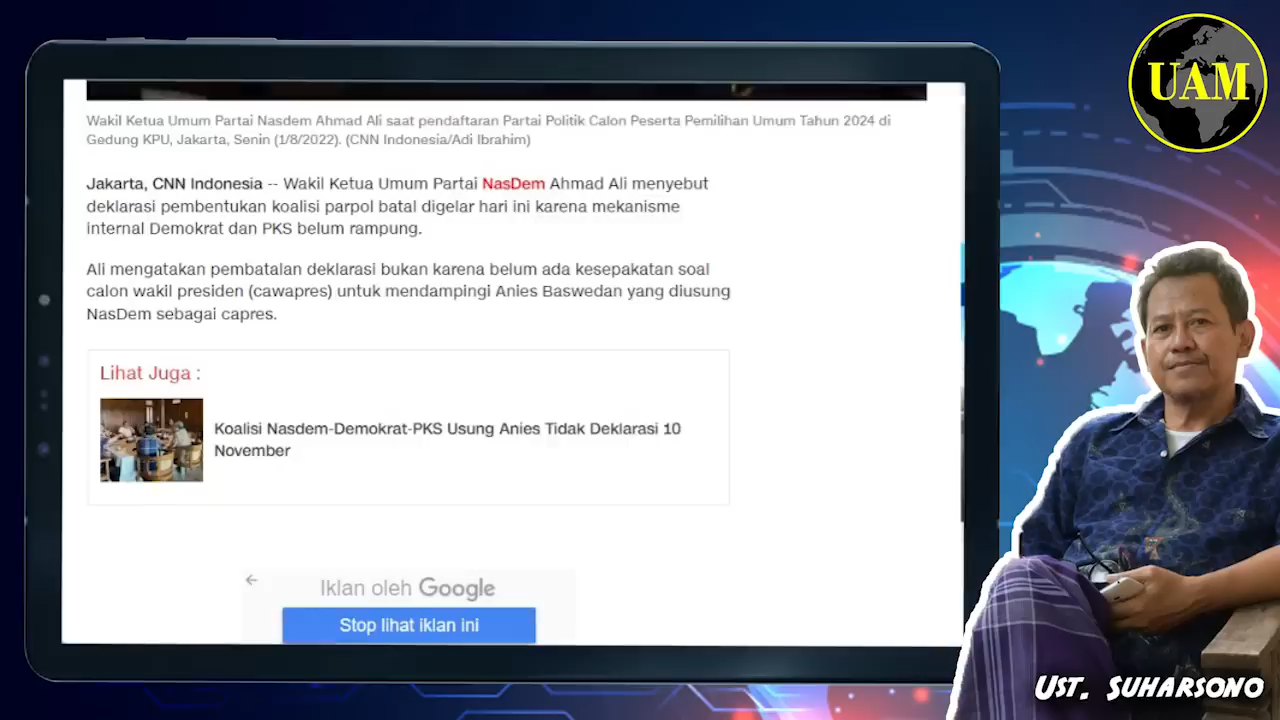 UAM
Wakil Ketua Umum Partai Nasdem Ahmad Ali saat pendaftaran Partai Politik Calon Peserta Pemilihan Umum Tahun 2024 di
Gedung KPU, Jakarta, Senin (1/8/2022). (CNN Indonesia/Adi Ibrahim)
Jakarta, CNN Indonesia -- Wakil Ketua Umum Partai NasDem Ahmad Ali menyebut
deklarasi pembentukan koalisi parpol batal digelar hari ini karena mekanisme
internal Demokrat dan PKS belum rampung.
Ali mengatakan pembatalan deklarasi bukan karena belum ada kesepakatan soal
calon wakil presiden (cawapres) untuk mendampingi Anies Baswedan yang diusung
NasDem sebagai capres.
Lihat Juga :
Koalisi Nasdem-Demokrat-PKS Usung Anies Tidak Deklarasi 10
November
Iklan oleh Google
Stop lihat iklan ini
UST. SUHARSONO